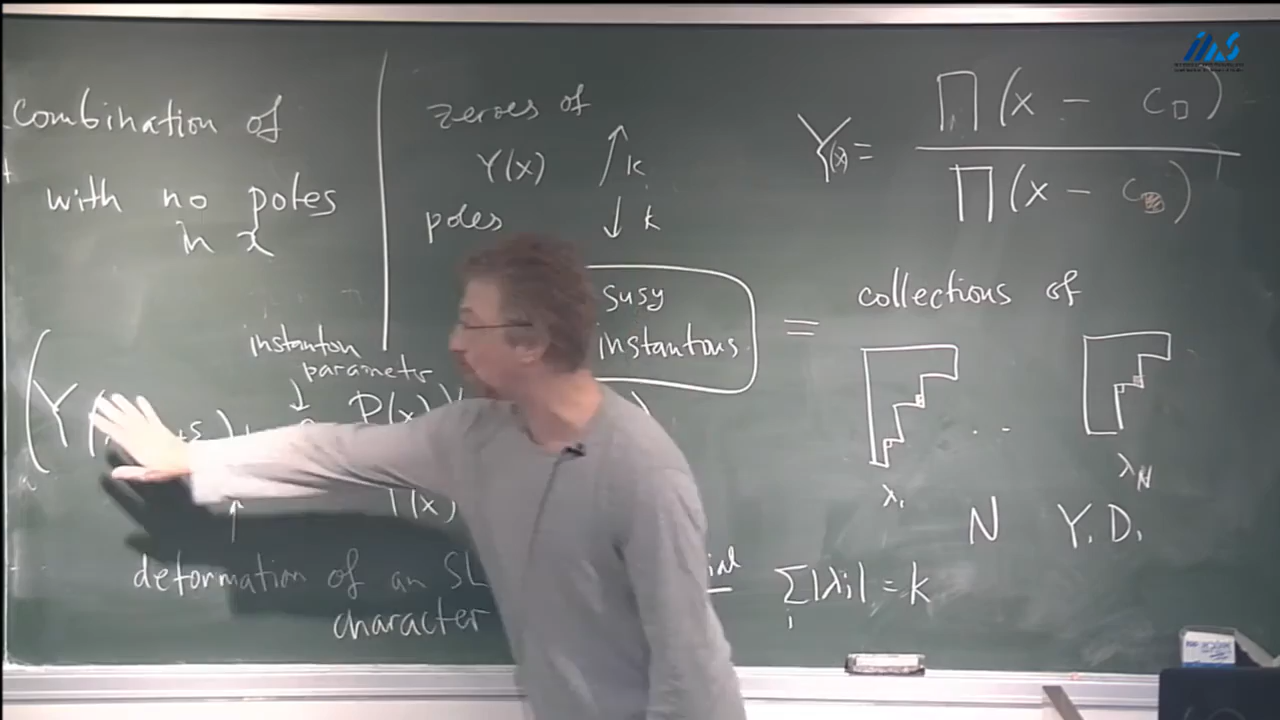 combination of
with no poles
in x
zeroes of
Y(x) ↑ k
poles ↓ k
Y(x) = ∏(x - c□) / ∏(x - c■)
susy
instantons
=
collections of
λ₁ ... λ_N
N Y.D.
∑|λi| = k
i
instanton
parameter
(Y( +ε) P(x)
Y(x)
deformation of an SL
character